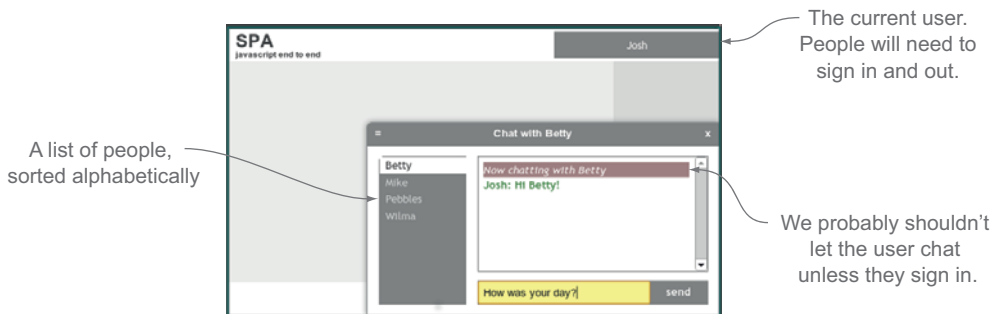 The current user.
People will need to
sign in and out.
SPA
javascript end to end
Josh
A list of people,
sorted alphabetically
=
Chat with Betty
x
Betty
Mike
Pebbles
Wilma
Now chatting with Betty
Josh: Hi Betty!
We probably shouldn’t
let the user chat
unless they sign in.
How was your day?
send